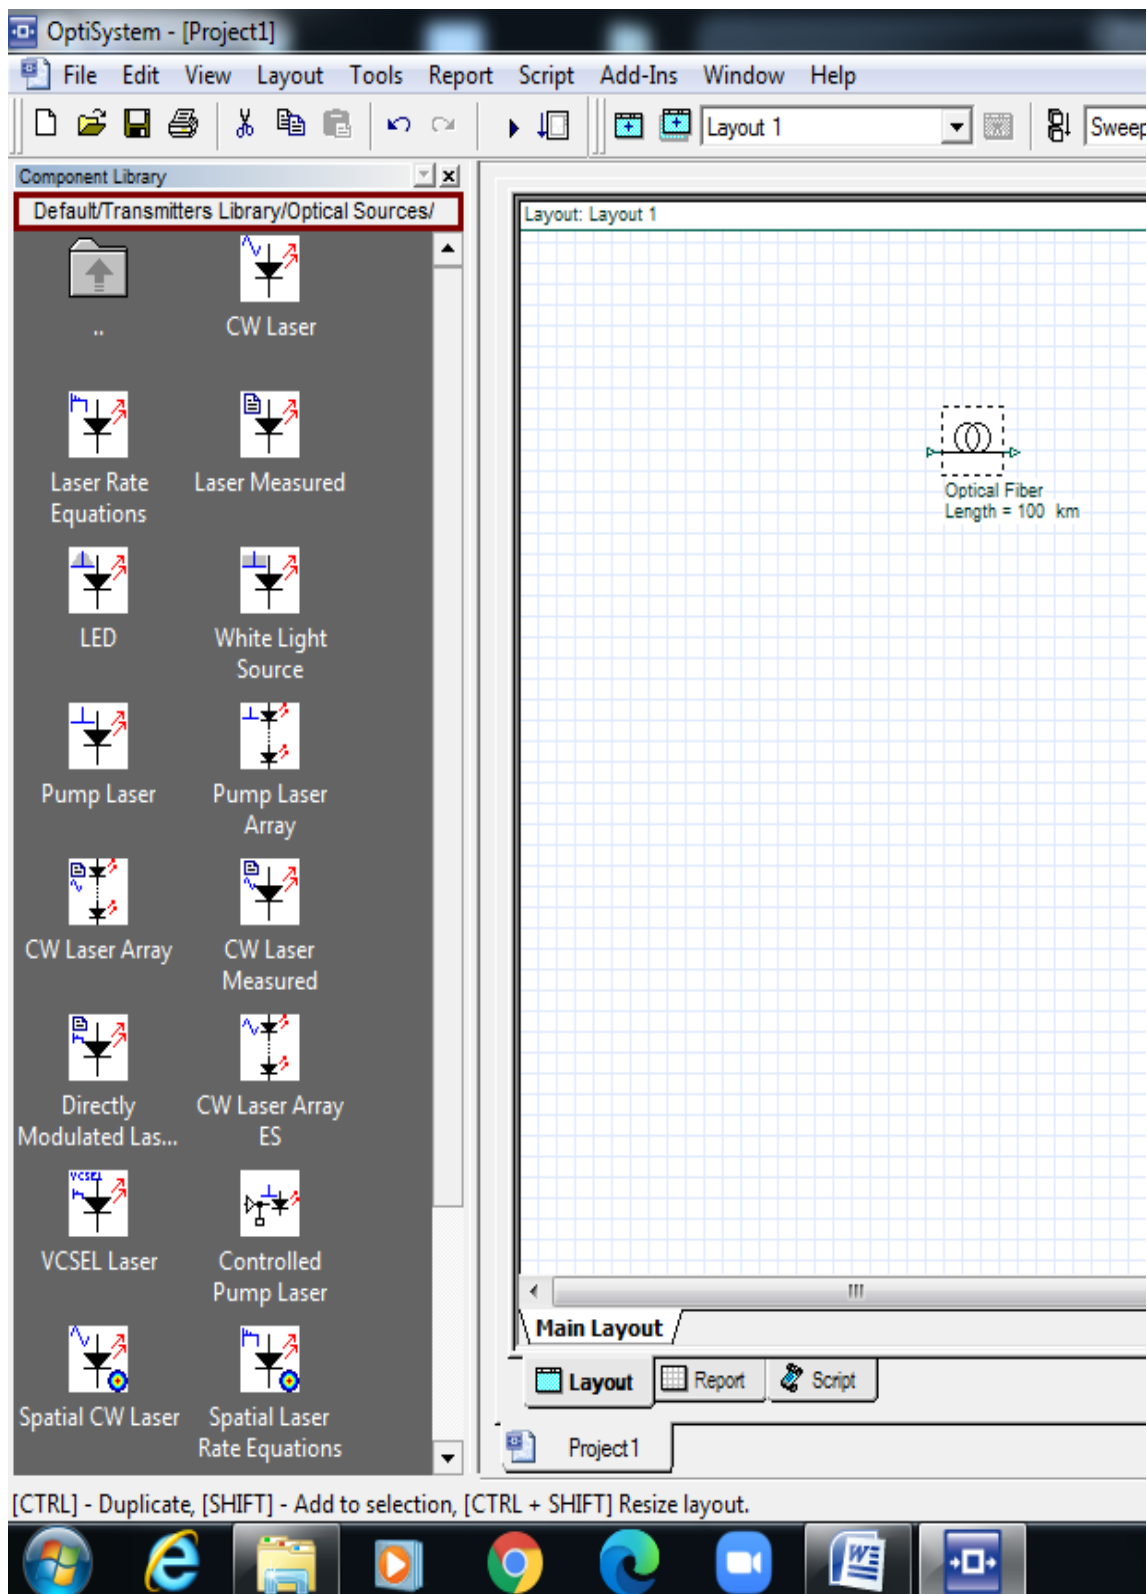 OptiSystem - [Project1]
File Edit View Layout Tools Report Script Add-Ins Window Help
Layout 1
Sweep
Component Library
Default/Transmitters Library/Optical Sources/
Layout: Layout 1
..
CW Laser
Laser Rate
Equations
Laser Measured
Optical Fiber
Length = 100 km
LED
White Light
Source
Pump Laser
Pump Laser
Array
CW Laser Array
CW Laser
Measured
Directly
Modulated Las...
CW Laser Array
ES
VCSEL
VCSEL Laser
Controlled
Pump Laser
Spatial CW Laser
Spatial Laser
Rate Equations
Main Layout
Layout Report Script
Project1
[CTRL] - Duplicate, [SHIFT] - Add to selection, [CTRL + SHIFT] Resize layout.